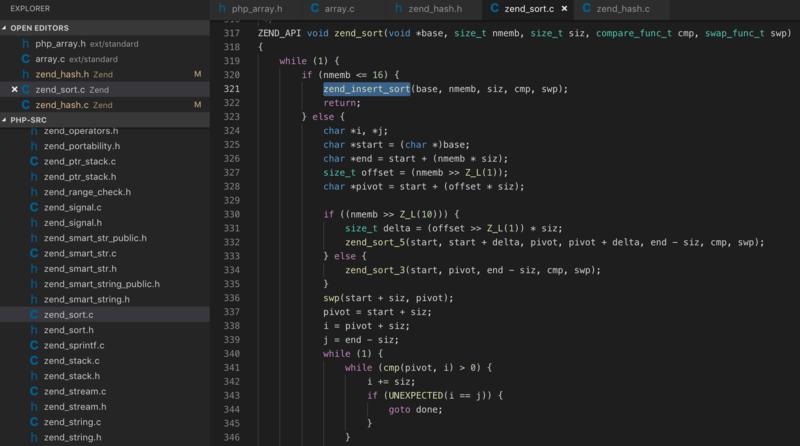 EXPLORER
OPEN EDITORS
php_array.h ext/standard
array.c ext/standard
zend_hash.h Zend M
zend_sort.c Zend
zend_hash.c Zend M
PHP-SRC
zend_operators.h
zend_portability.h
zend_ptr_stack.c
zend_ptr_stack.h
zend_range_check.h
zend_signal.c
zend_signal.h
zend_smart_str_public.h
zend_smart_str.c
zend_smart_str.h
zend_smart_string_public.h
zend_smart_string.h
zend_sort.c
zend_sort.h
zend_sprintf.c
zend_stack.c
zend_stack.h
zend_stream.c
zend_stream.h
zend_string.c
zend_string.h
php_array.h array.c zend_hash.h zend_sort.c zend_hash.c
316 */
317 ZEND_API void zend_sort(void *base, size_t nmemb, size_t siz, compare_func_t cmp, swap_func_t swp)
318 {
319 while (1) {
320 if (nmemb <= 16) {
321 zend_insert_sort(base, nmemb, siz, cmp, swp);
322 return;
323 } else {
324 char *i, *j;
325 char *start = (char *)base;
326 char *end = start + (nmemb * siz);
327 size_t offset = (nmemb >> Z_L(1));
328 char *pivot = start + (offset * siz);
329
330 if ((nmemb >> Z_L(10))) {
331 size_t delta = (offset >> Z_L(1)) * siz;
332 zend_sort_5(start, start + delta, pivot, pivot + delta, end - siz, cmp, swp);
333 } else {
334 zend_sort_3(start, pivot, end - siz, cmp, swp);
335 }
336 swp(start + siz, pivot);
337 pivot = start + siz;
338 i = pivot + siz;
339 j = end - siz;
340 while (1) {
341 while (cmp(pivot, i) > 0) {
342 i += siz;
343 if (UNEXPECTED(i == j)) {
344 goto done;
345 }
346 }